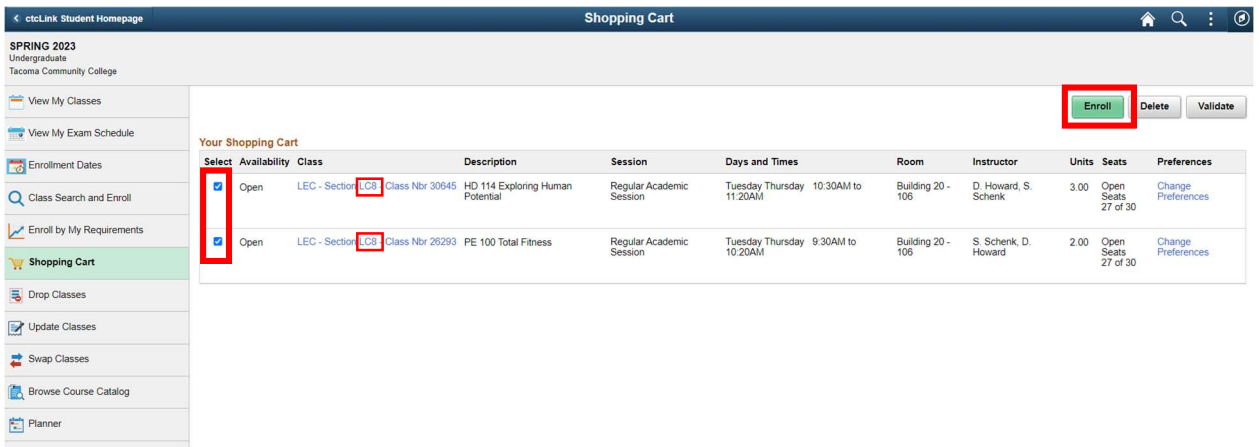 ctcLink Student Homepage
Shopping Cart
SPRING 2023
Undergraduate
Tacoma Community College
View My Classes
View My Exam Schedule
Enrollment Dates
Class Search and Enroll
Enroll by My Requirements
Shopping Cart
Drop Classes
Update Classes
Swap Classes
Browse Course Catalog
Planner
Enroll Delete Validate
Your Shopping Cart
Select Availability Class Description Session Days and Times Room Instructor Units Seats Preferences
Open LEC - Section LC8 - Class Nbr 30645 HD 114 Exploring Human Regular Academic Tuesday Thursday 10:30AM to Building 20 - D. Howard, S. 3.00 Open Change
Potential Session 11:20AM 106 Schenk Seats Preferences
27 of 30
Open LEC - Section LC8 - Class Nbr 26293 PE 100 Total Fitness Regular Academic Tuesday Thursday 9:30AM to Building 20 - S. Schenk, D. 2.00 Open Change
Session 10:20AM 106 Howard Seats Preferences
27 of 30